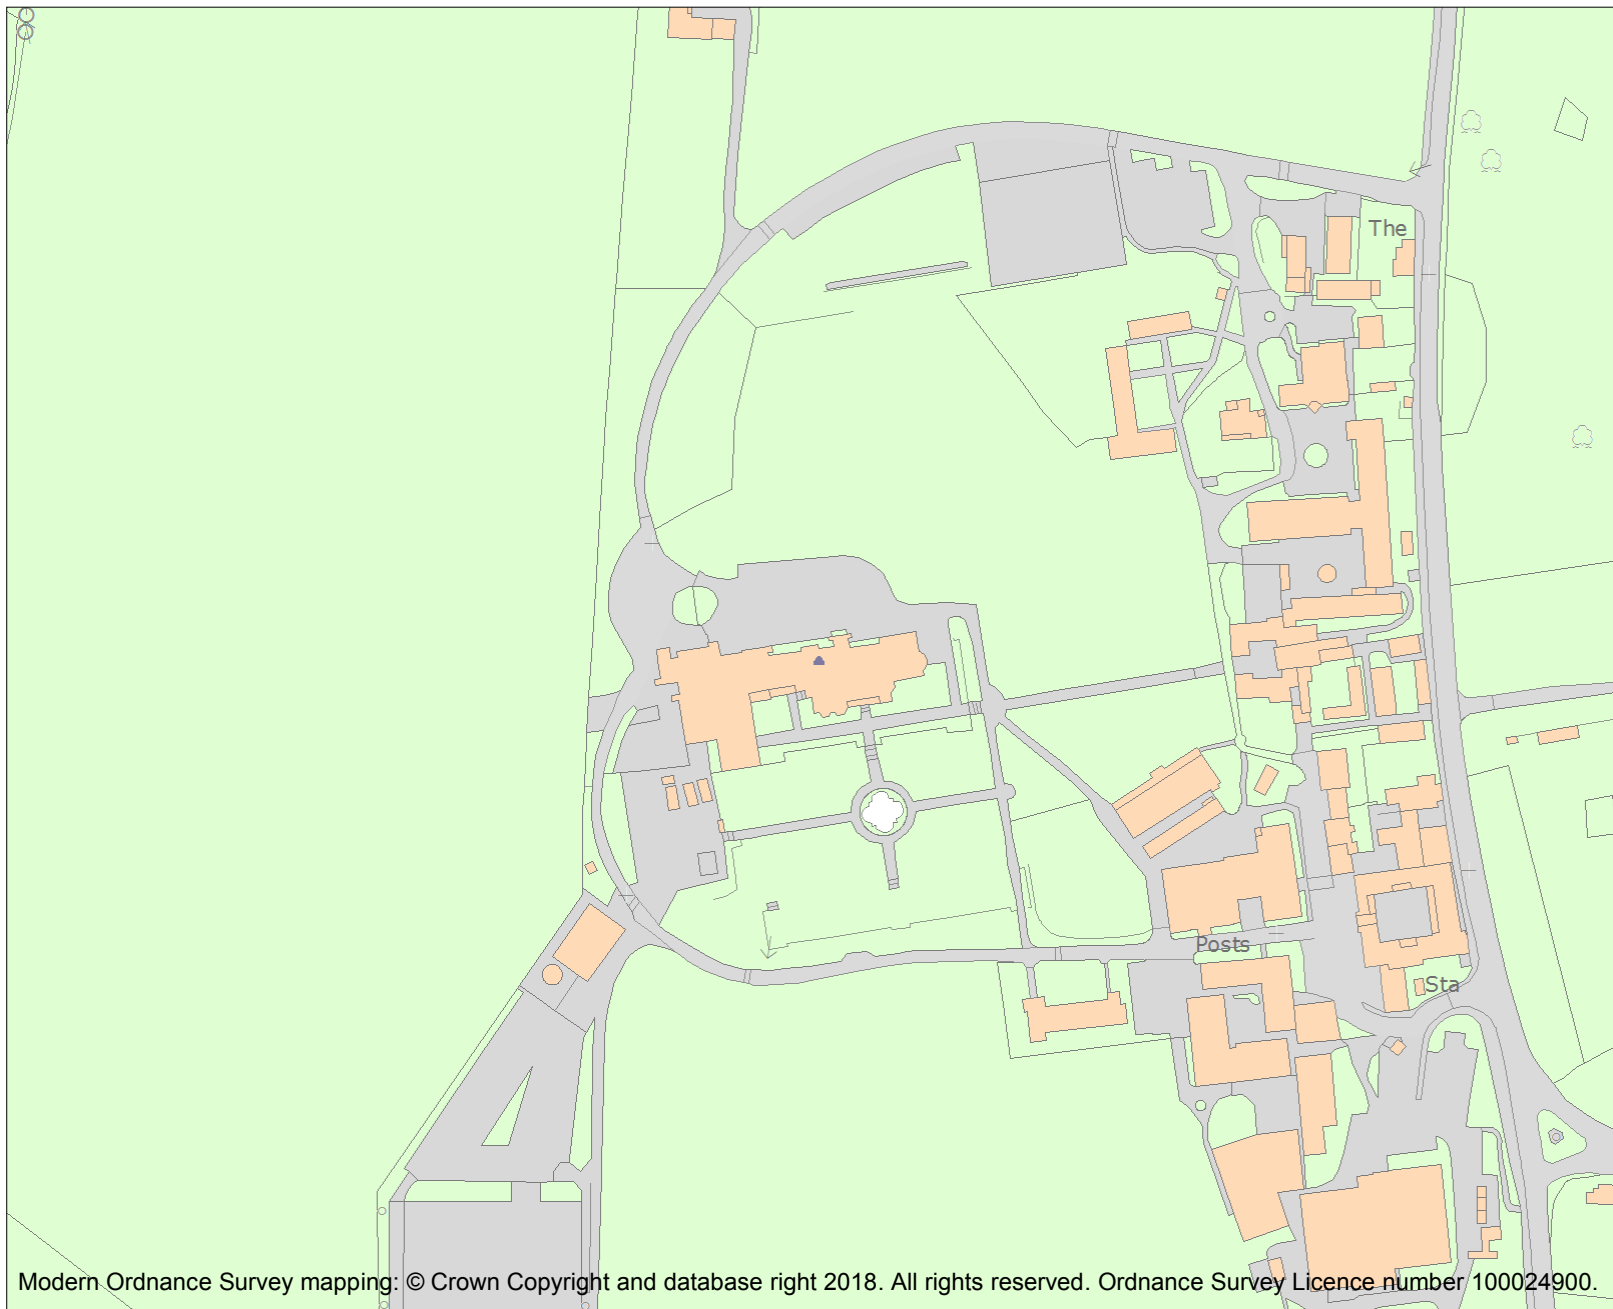 The
Posts
Sta
Modern Ordnance Survey mapping: © Crown Copyright and database right 2018. All rights reserved. Ordnance Survey Licence number 100024900.